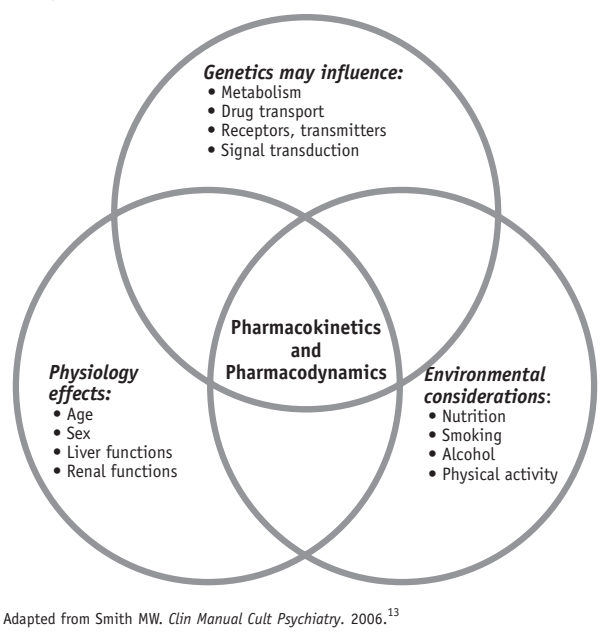 Genetics may influence:
• Metabolism
• Drug transport
• Receptors, transmitters
• Signal transduction
Pharmacokinetics
and
Pharmacodynamics
Physiology
effects:
• Age
• Sex
• Liver functions
• Renal functions
Environmental
considerations:
• Nutrition
• Smoking
• Alcohol
• Physical activity
Adapted from Smith MW. Clin Manual Cult Psychiatry. 2006.13